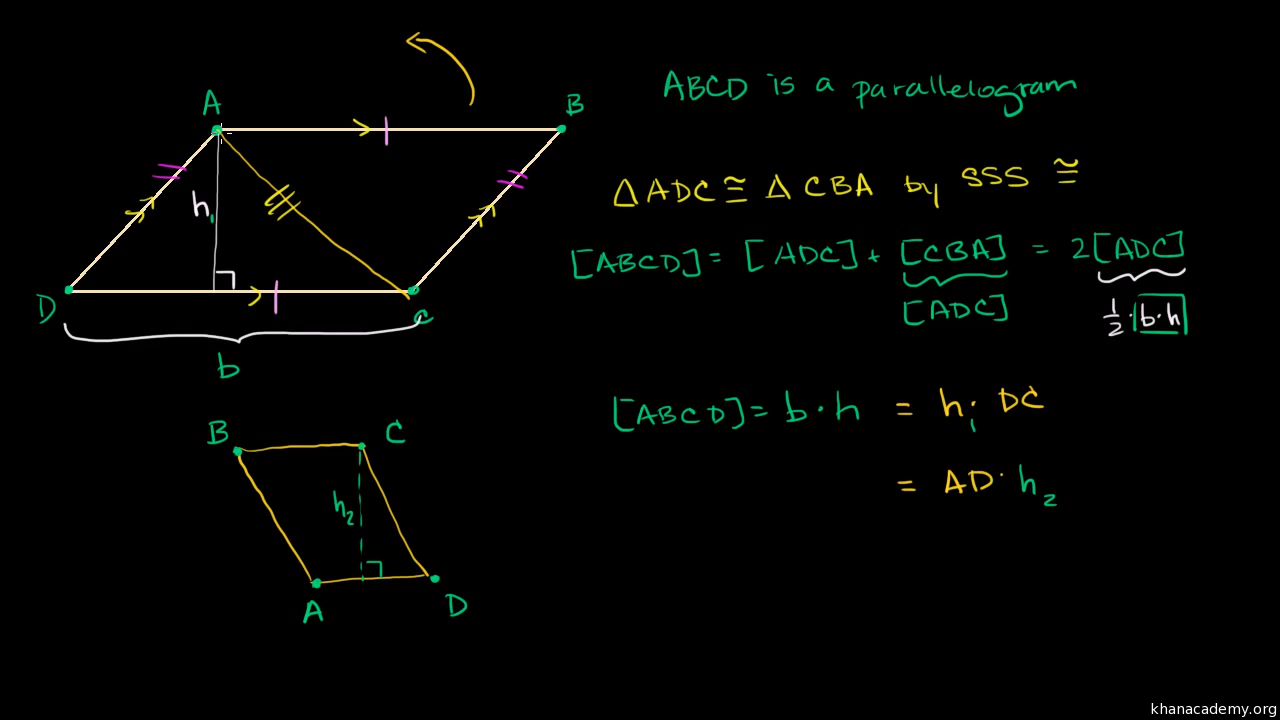 ABCD is a parallelogram
A
B
△ADC ≅ △CBA by SSS ≅
h₁
[ABCD] = [ADC] + [CBA] = 2[ADC]
D
C
[ADC]
½·b·h
b
[ABCD] = b·h = h₁·DC
B
C
= AD·h₂
h₂
A
D
khanacademy.org